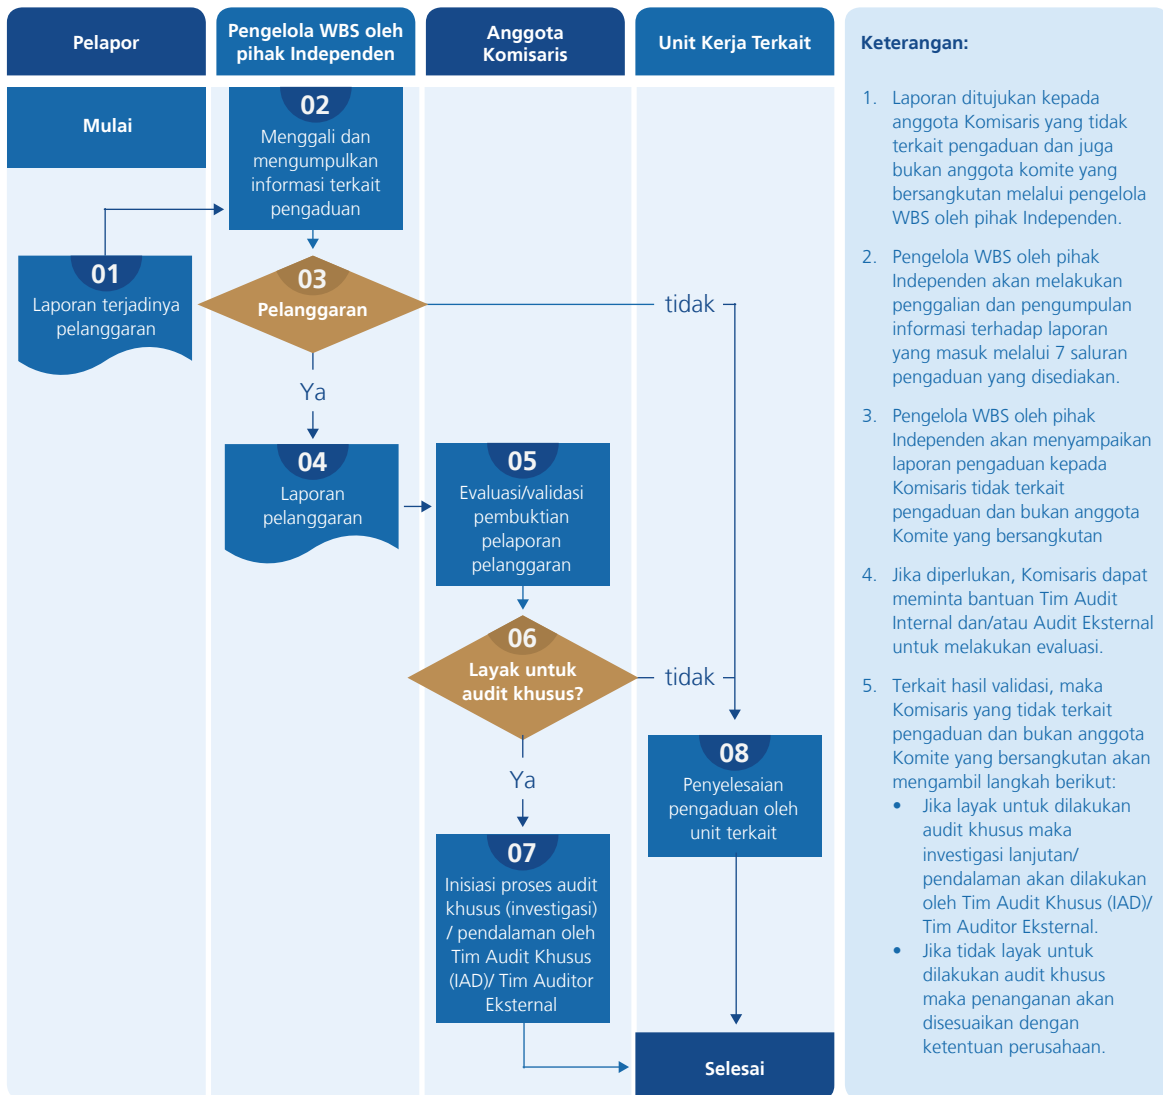 Pelapor
Pengelola WBS oleh
pihak Independen
Anggota
Komisaris
Unit Kerja Terkait
Mulai
01
Laporan terjadinya
pelanggaran
02
Menggali dan
mengumpulkan
informasi terkait
pengaduan
03
Pelanggaran
tidak
Ya
04
Laporan
pelanggaran
05
Evaluasi/validasi
pembuktian
pelaporan
pelanggaran
06
Layak untuk
audit khusus?
tidak
Ya
07
Inisiasi proses audit
khusus (investigasi)
/ pendalaman oleh
Tim Audit Khusus
(IAD)/ Tim Auditor
Eksternal
08
Penyelesaian
pengaduan oleh
unit terkait
Selesai
Keterangan:
1. Laporan ditujukan kepada
anggota Komisaris yang tidak
terkait pengaduan dan juga
bukan anggota komite yang
bersangkutan melalui pengelola
WBS oleh pihak Independen.
2. Pengelola WBS oleh pihak
Independen akan melakukan
penggalian dan pengumpulan
informasi terhadap laporan
yang masuk melalui 7 saluran
pengaduan yang disediakan.
3. Pengelola WBS oleh pihak
Independen akan menyampaikan
laporan pengaduan kepada
Komisaris tidak terkait
pengaduan dan bukan anggota
Komite yang bersangkutan
4. Jika diperlukan, Komisaris dapat
meminta bantuan Tim Audit
Internal dan/atau Audit Eksternal
untuk melakukan evaluasi.
5. Terkait hasil validasi, maka
Komisaris yang tidak terkait
pengaduan dan bukan anggota
Komite yang bersangkutan akan
mengambil langkah berikut:
• Jika layak untuk dilakukan
audit khusus maka
investigasi lanjutan/
pendalaman akan dilakukan
oleh Tim Audit Khusus (IAD)/
Tim Auditor Eksternal.
• Jika tidak layak untuk
dilakukan audit khusus
maka penanganan akan
disesuaikan dengan
ketentuan perusahaan.